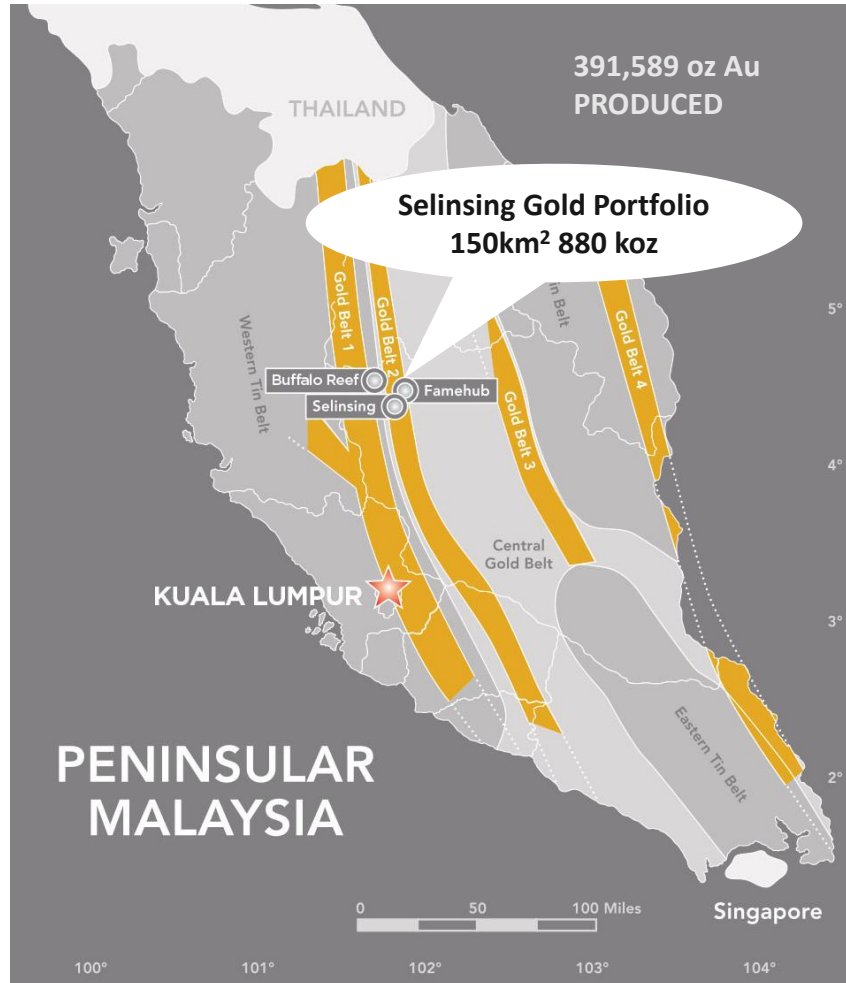 391,589 oz Au
PRODUCED
THAILAND
Selinsing Gold Portfolio
150km² 880 koz
Gold Belt 1
Gold Belt 2
Gold Belt 3
Gold Belt 4
Western Tin Belt
in Belt
5°
Buffalo Reef
Famehub
Selinsing
4°
Central
Gold Belt
KUALA LUMPUR
3°
Eastern Tin Belt
PENINSULAR
MALAYSIA
2°
0 50 100 Miles
Singapore
100° 101° 102° 103° 104°